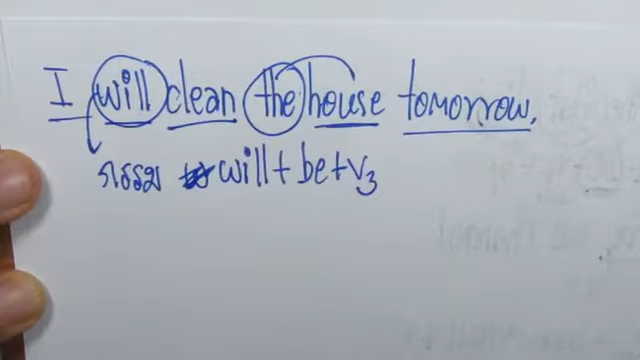 I will clean the house tomorrow.
กรรม will + be + V3